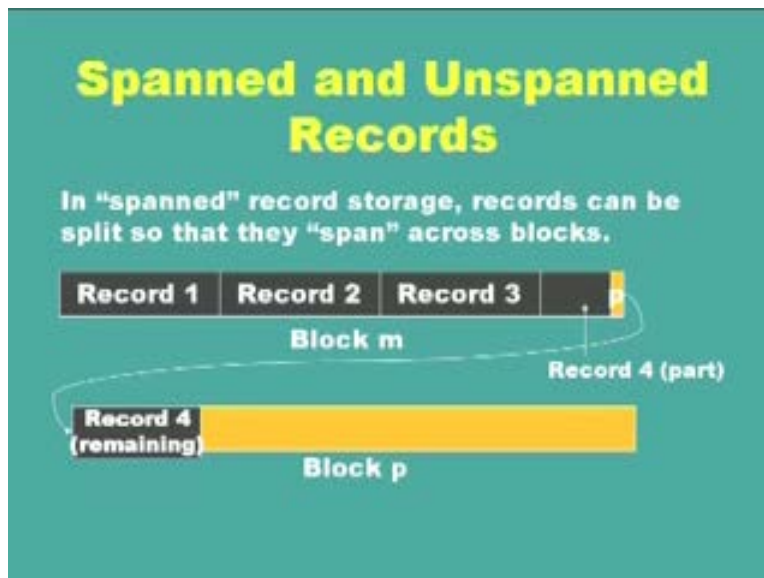 Spanned and Unspanned
Records
In “spanned” record storage, records can be
split so that they “span” across blocks.
Record 1 Record 2 Record 3 p
Block m
Record 4 (part)
Record 4
(remaining)
Block p